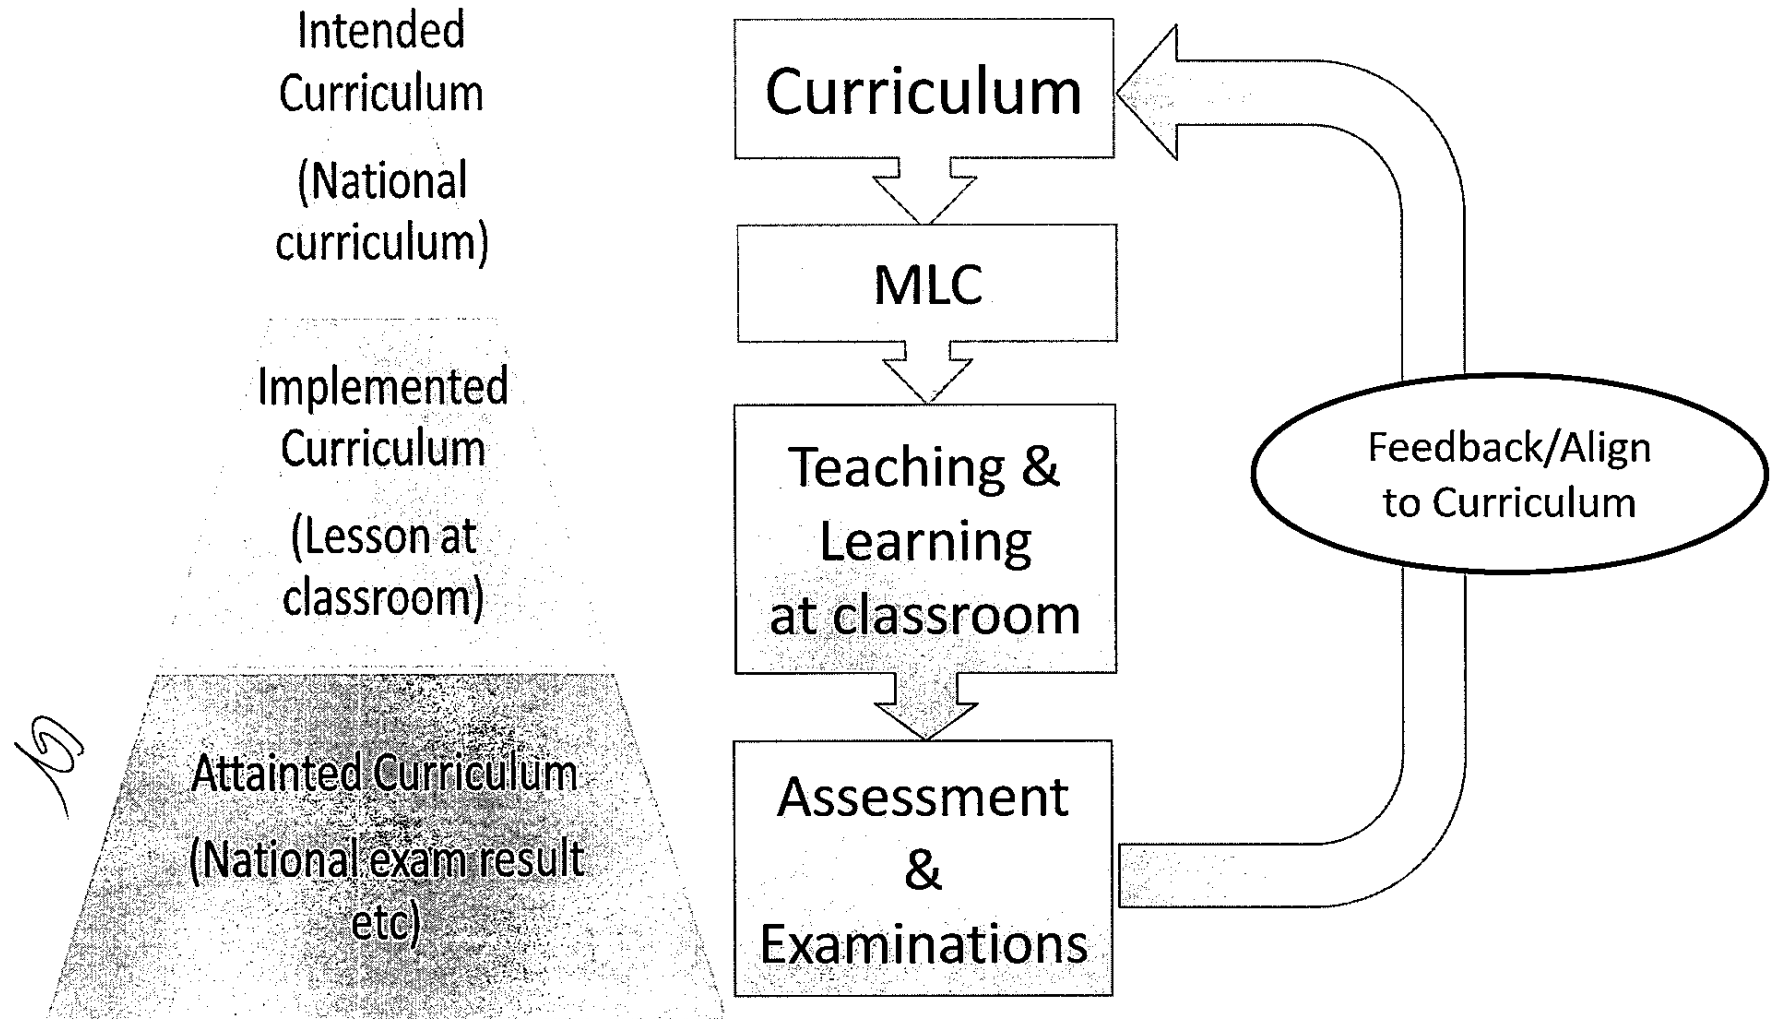 Intended
Curriculum
(National
curriculum)
Implemented
Curriculum
(Lesson at
classroom)
Attainted Curriculum
(National exam result
etc)
Curriculum
MLC
Teaching &
Learning
at classroom
Assessment
&
Examinations
Feedback/Align
to Curriculum